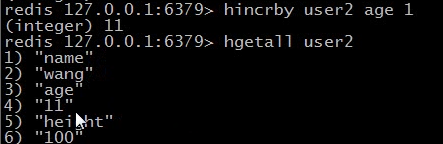 redis 127.0.0.1:6379> hincrby user2 age 1
(integer) 11
redis 127.0.0.1:6379> hgetall user2
1) "name"
2) "wang"
3) "age"
4) "11"
5) "height"
6) "100"